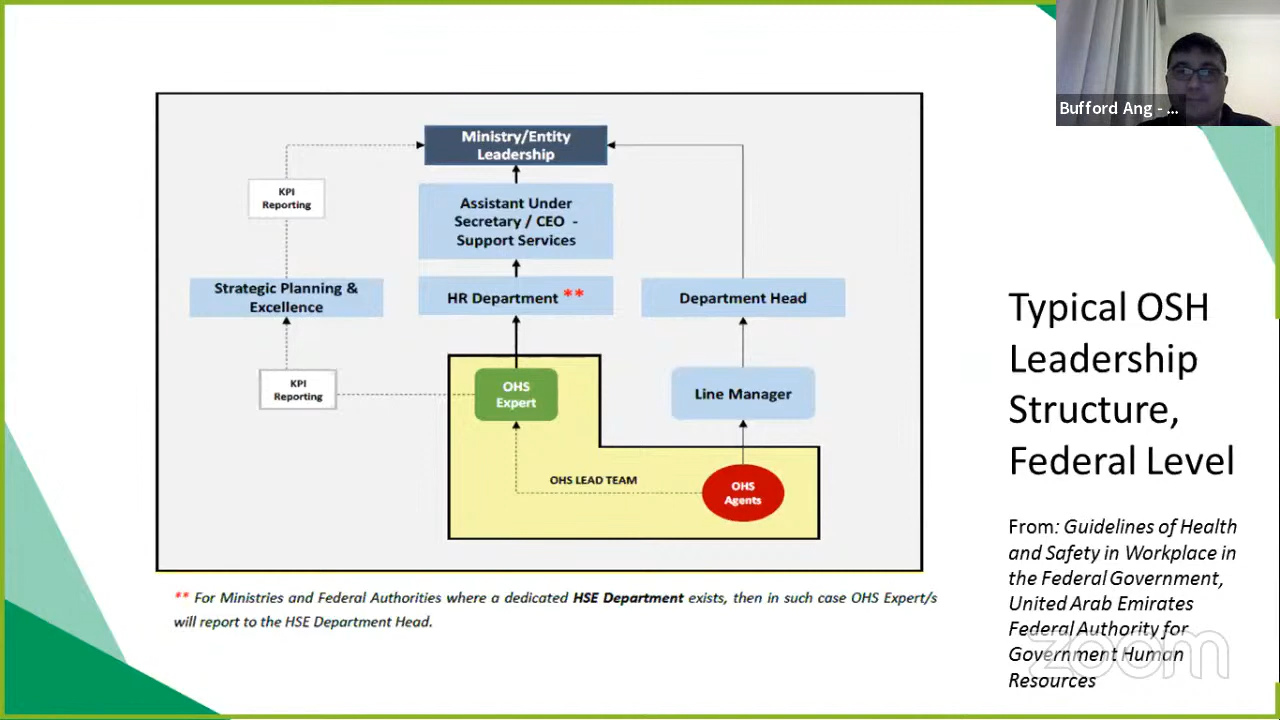 Bufford Ang - ...
Ministry/Entity
Leadership
KPI
Reporting
Assistant Under
Secretary / CEO -
Support Services
Strategic Planning &
Excellence
HR Department **
Department Head
KPI
Reporting
OHS
Expert
Line Manager
OHS LEAD TEAM
OHS
Agents
** For Ministries and Federal Authorities where a dedicated HSE Department exists, then in such case OHS Expert/s
will report to the HSE Department Head.
Typical OSH
Leadership
Structure,
Federal Level
From: Guidelines of Health
and Safety in Workplace in
the Federal Government,
United Arab Emirates
Federal Authority for
Government Human
Resources
zoom